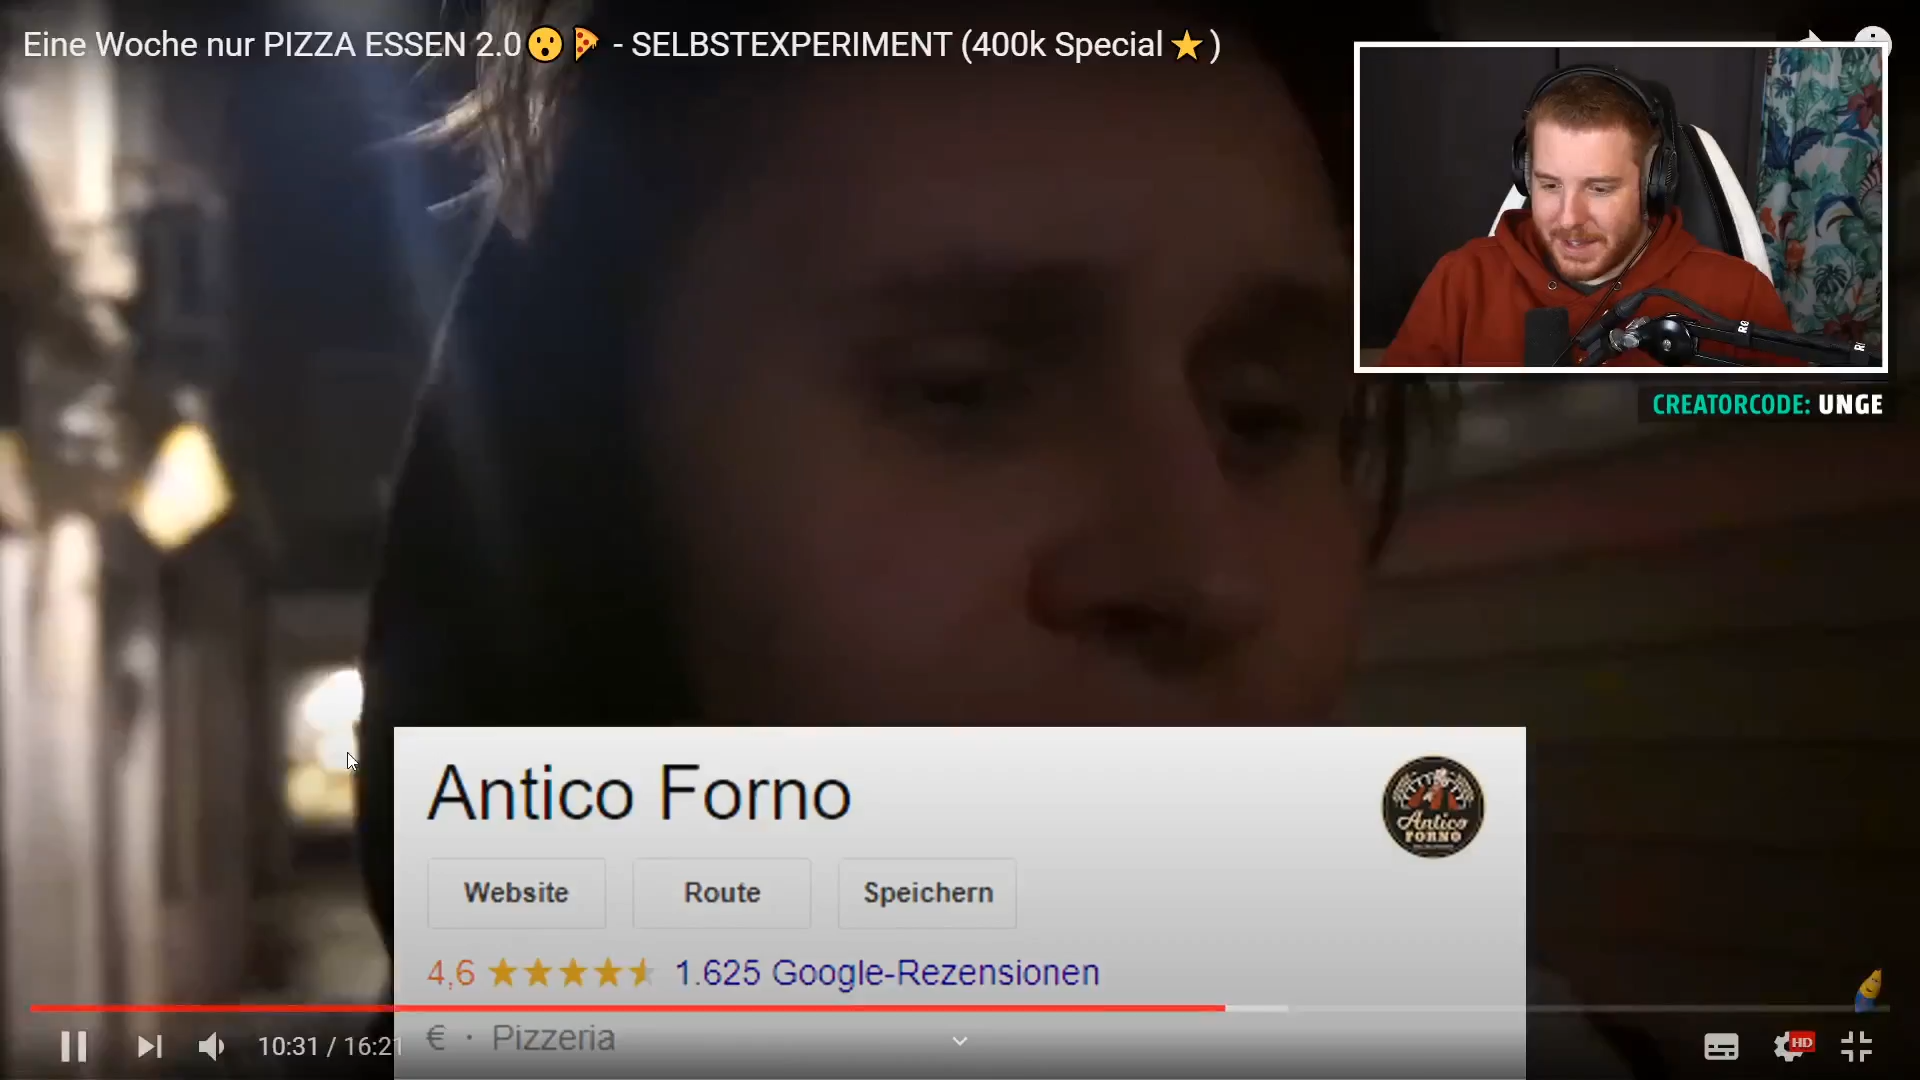 Eine Woche nur PIZZA ESSEN 2.0😮🍕 - SELBSTEXPERIMENT (400k Special⭐)
CREATORCODE: UNGE
Antico Forno
Antico
FORNO
Website
Route
Speichern
4,6 1.625 Google-Rezensionen
€ · Pizzeria
10:31 / 16:21
HD